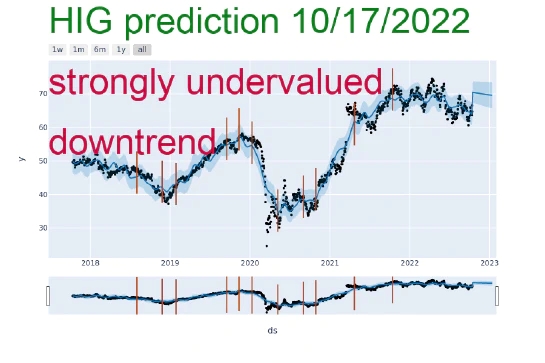 HIG prediction 10/17/2022
1w 1m 6m 1y all
strongly undervalued
downtrend
70
60
50
40
30
y
2018 2019 2020 2021 2022 2023
ds